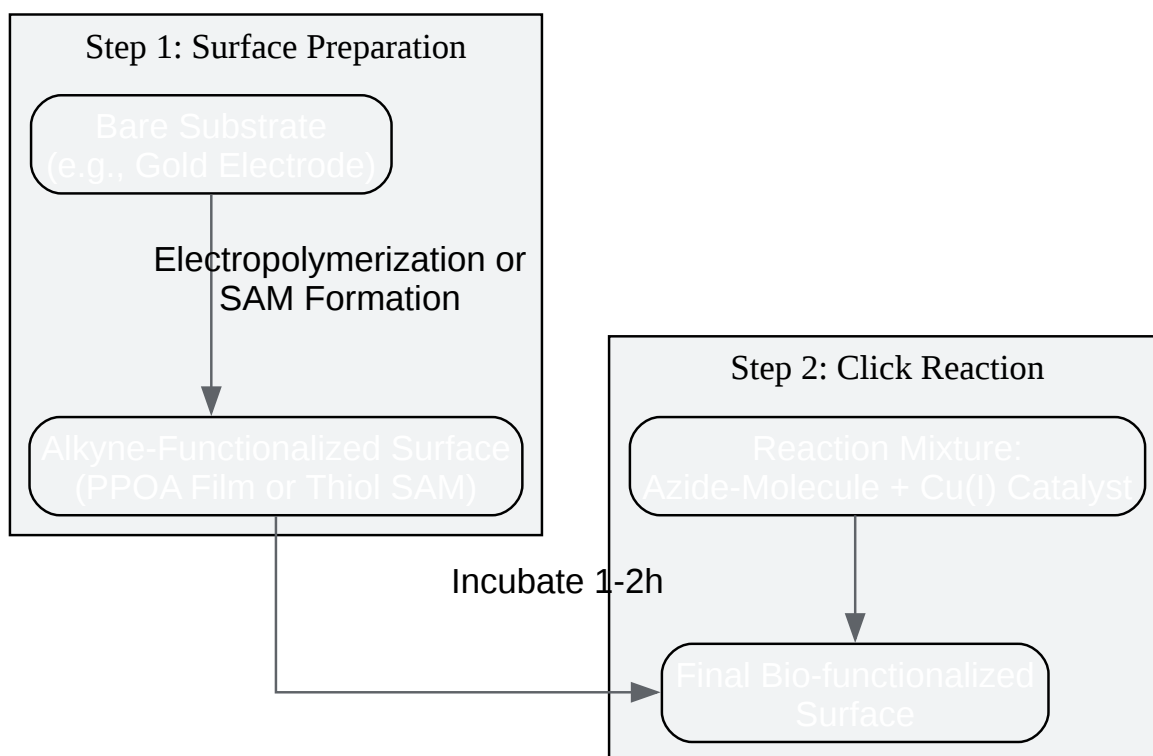 Step 1: Surface Preparation
Bare Substrate
(e.g., Gold Electrode)
Electropolymerization or
SAM Formation
Alkyne-Functionalized Surface
(PPOA Film or Thiol SAM)
Step 2: Click Reaction
Reaction Mixture:
Azide-Molecule + Cu(I) Catalyst
Incubate 1-2h
Final Bio-functionalized
Surface